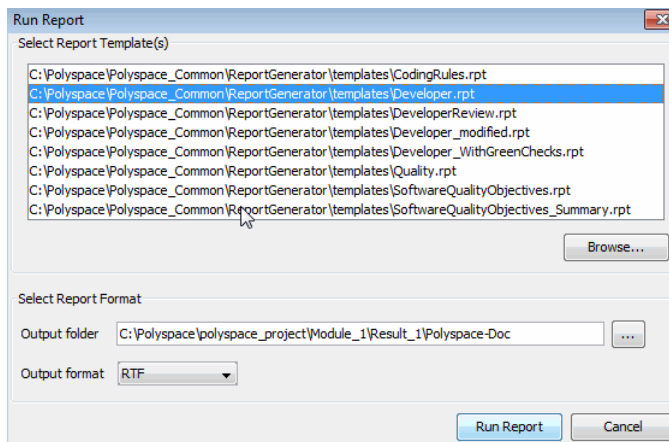 Run Report
Select Report Template(s)
C:\Polyspace\Polyspace_Common\ReportGenerator\templates\CodingRules.rpt
C:\Polyspace\Polyspace_Common\ReportGenerator\templates\Developer.rpt
C:\Polyspace\Polyspace_Common\ReportGenerator\templates\DeveloperReview.rpt
C:\Polyspace\Polyspace_Common\ReportGenerator\templates\Developer_modified.rpt
C:\Polyspace\Polyspace_Common\ReportGenerator\templates\Developer_WithGreenChecks.rpt
C:\Polyspace\Polyspace_Common\ReportGenerator\templates\Quality.rpt
C:\Polyspace\Polyspace_Common\ReportGenerator\templates\SoftwareQualityObjectives.rpt
C:\Polyspace\Polyspace_Common\ReportGenerator\templates\SoftwareQualityObjectives_Summary.rpt
Browse...
Select Report Format
Output folder C:\Polyspace\polyspace_project\Module_1\Result_1\Polyspace-Doc ...
Output format RTF
Run Report Cancel